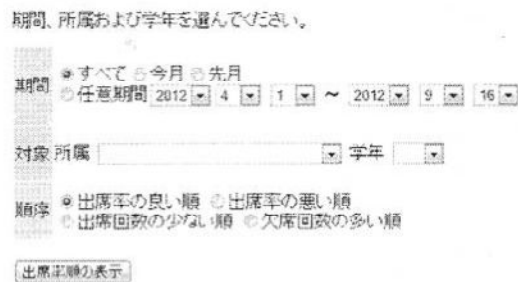 期間、所属および学年を選んでください。
期間
すべて 今月 先月
任意期間 2012 4 1 ～ 2012 9 16
対象 所属 学年
順序
出席率の良い順 出席率の悪い順
出席回数の少ない順 欠席回数の多い順
出席率順の表示